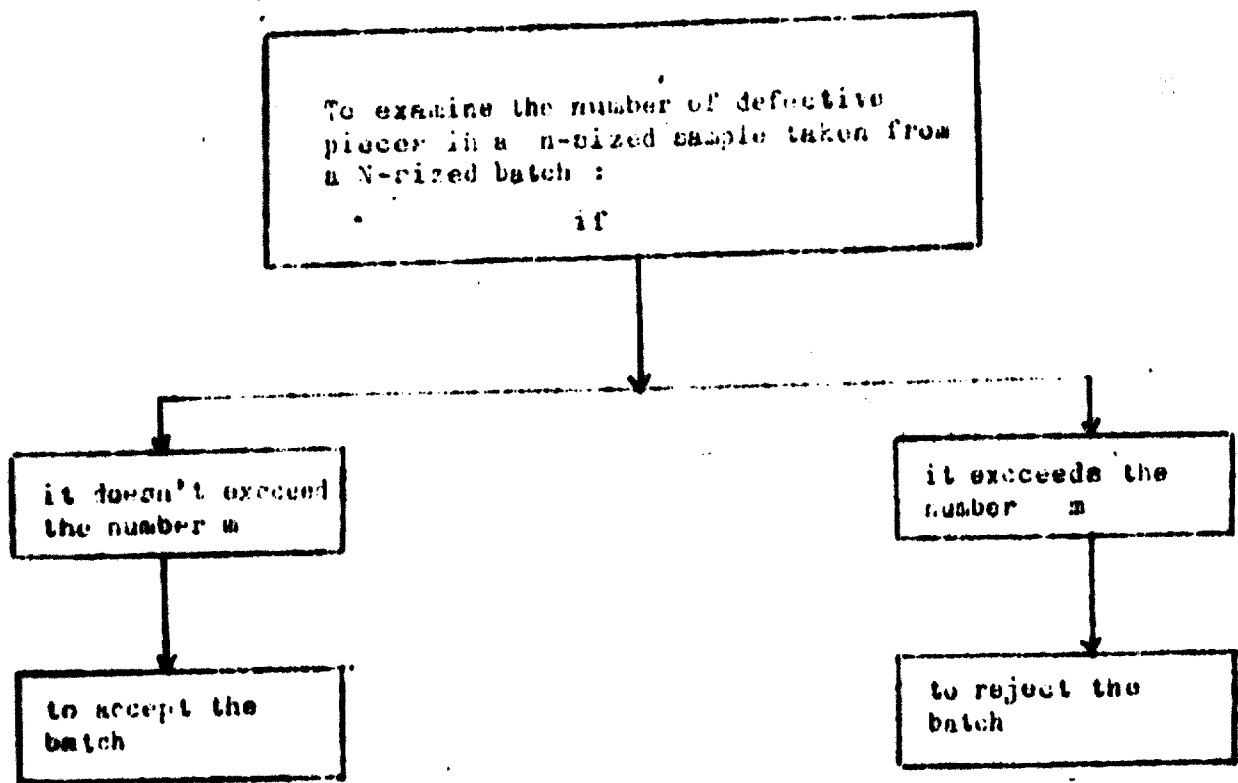 To examine the number of defective
pieces in a n-sized sample taken from
a N-sized batch :
if
it doesn't exceed
the number m
it exceeds the
number m
to accept the
batch
to reject the
batch